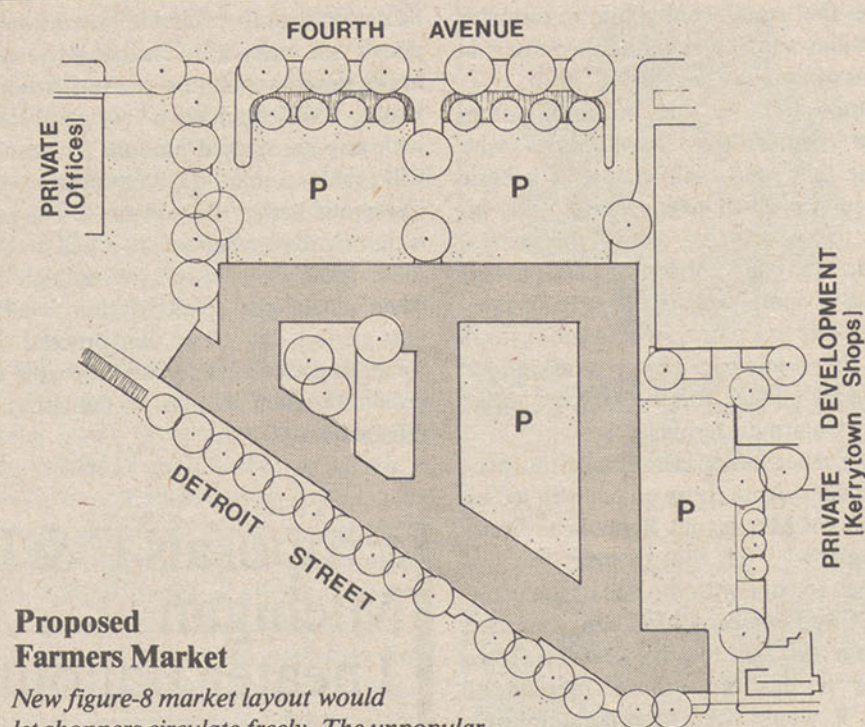 FOURTH AVENUE
PRIVATE
[Offices]
P
P
P
P
PRIVATE DEVELOPMENT
[Kerrytown Shops]
DETROIT STREET
Proposed
Farmers Market
New figure-8 market layout would
let shoppers circulate freely. The unpopular